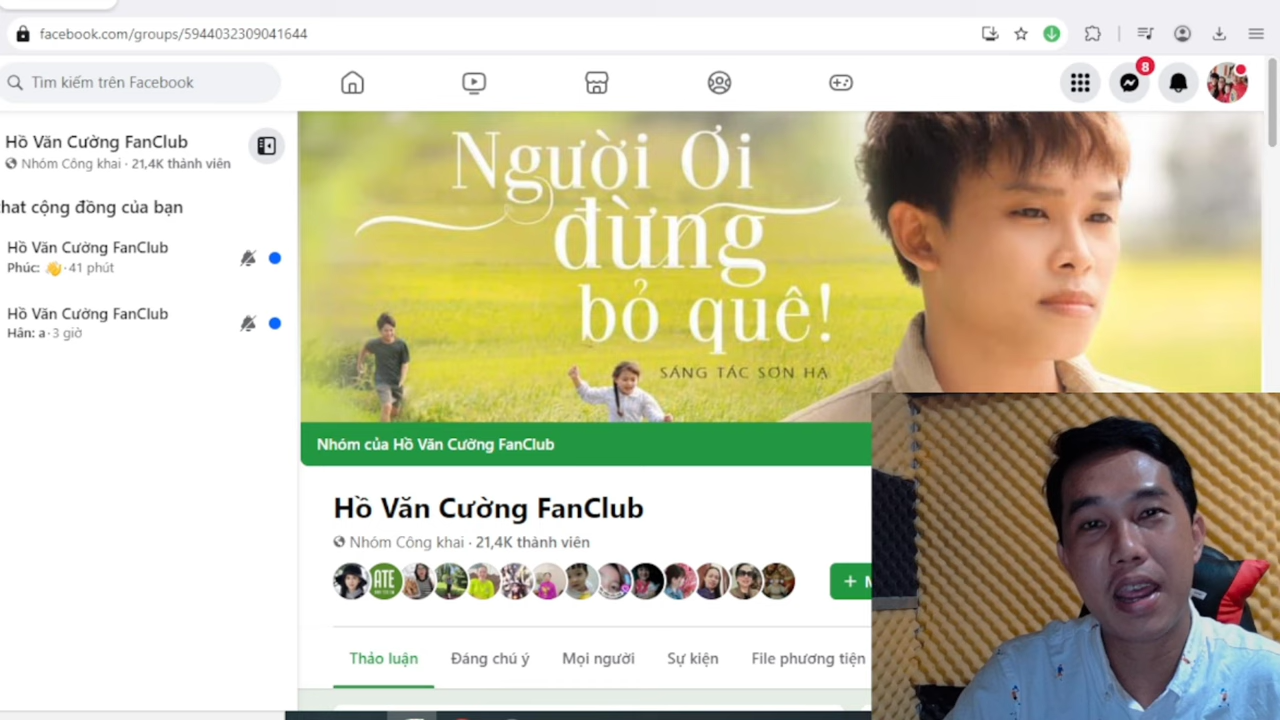 facebook.com/groups/5944032309041644
Tìm kiếm trên Facebook
8
Hồ Văn Cường FanClub
Nhóm Công khai · 21,4K thành viên
hat cộng đồng của bạn
Hồ Văn Cường FanClub
Phúc: 👋 · 41 phút
Hồ Văn Cường FanClub
Hân: a · 3 giờ
Người Ơi
đừng
bỏ quê!
SÁNG TÁC SƠN HẠ
Nhóm của Hồ Văn Cường FanClub
Hồ Văn Cường FanClub
Nhóm Công khai · 21,4K thành viên
ATE
+ M
Thảo luận Đáng chú ý Mọi người Sự kiện File phương tiện